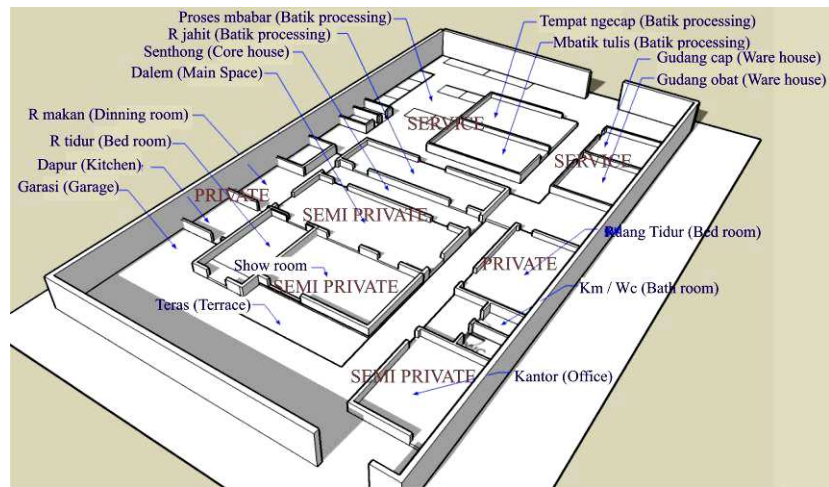 Proses mbabar (Batik processing)
R jahit (Batik processing)
Senthong (Core house)
Dalem (Main Space)
Tempat ngecap (Batik processing)
Mbatik tulis (Batik processing)
Gudang cap (Ware house)
Gudang obat (Ware house)
R makan (Dinning room)
R tidur (Bed room)
Dapur (Kitchen)
Garasi (Garage)
SERVICE
SERVICE
PRIVATE
SEMI PRIVATE
Ruang Tidur (Bed room)
PRIVATE
Show room
SEMI PRIVATE
Km / Wc (Bath room)
Teras (Terrace)
SEMI PRIVATE
Kantor (Office)